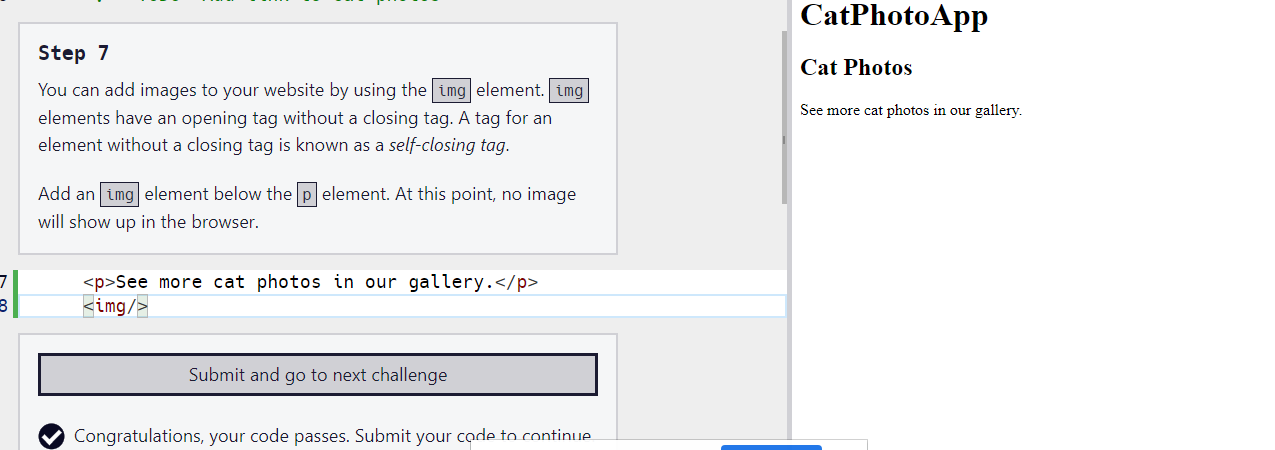 Step 7
You can add images to your website by using the img element. img
elements have an opening tag without a closing tag. A tag for an
element without a closing tag is known as a self-closing tag.
Add an img element below the p element. At this point, no image
will show up in the browser.
7 <p>See more cat photos in our gallery.</p>
8 <img/>
Submit and go to next challenge
Congratulations, your code passes. Submit your code to continue
CatPhotoApp
Cat Photos
See more cat photos in our gallery.